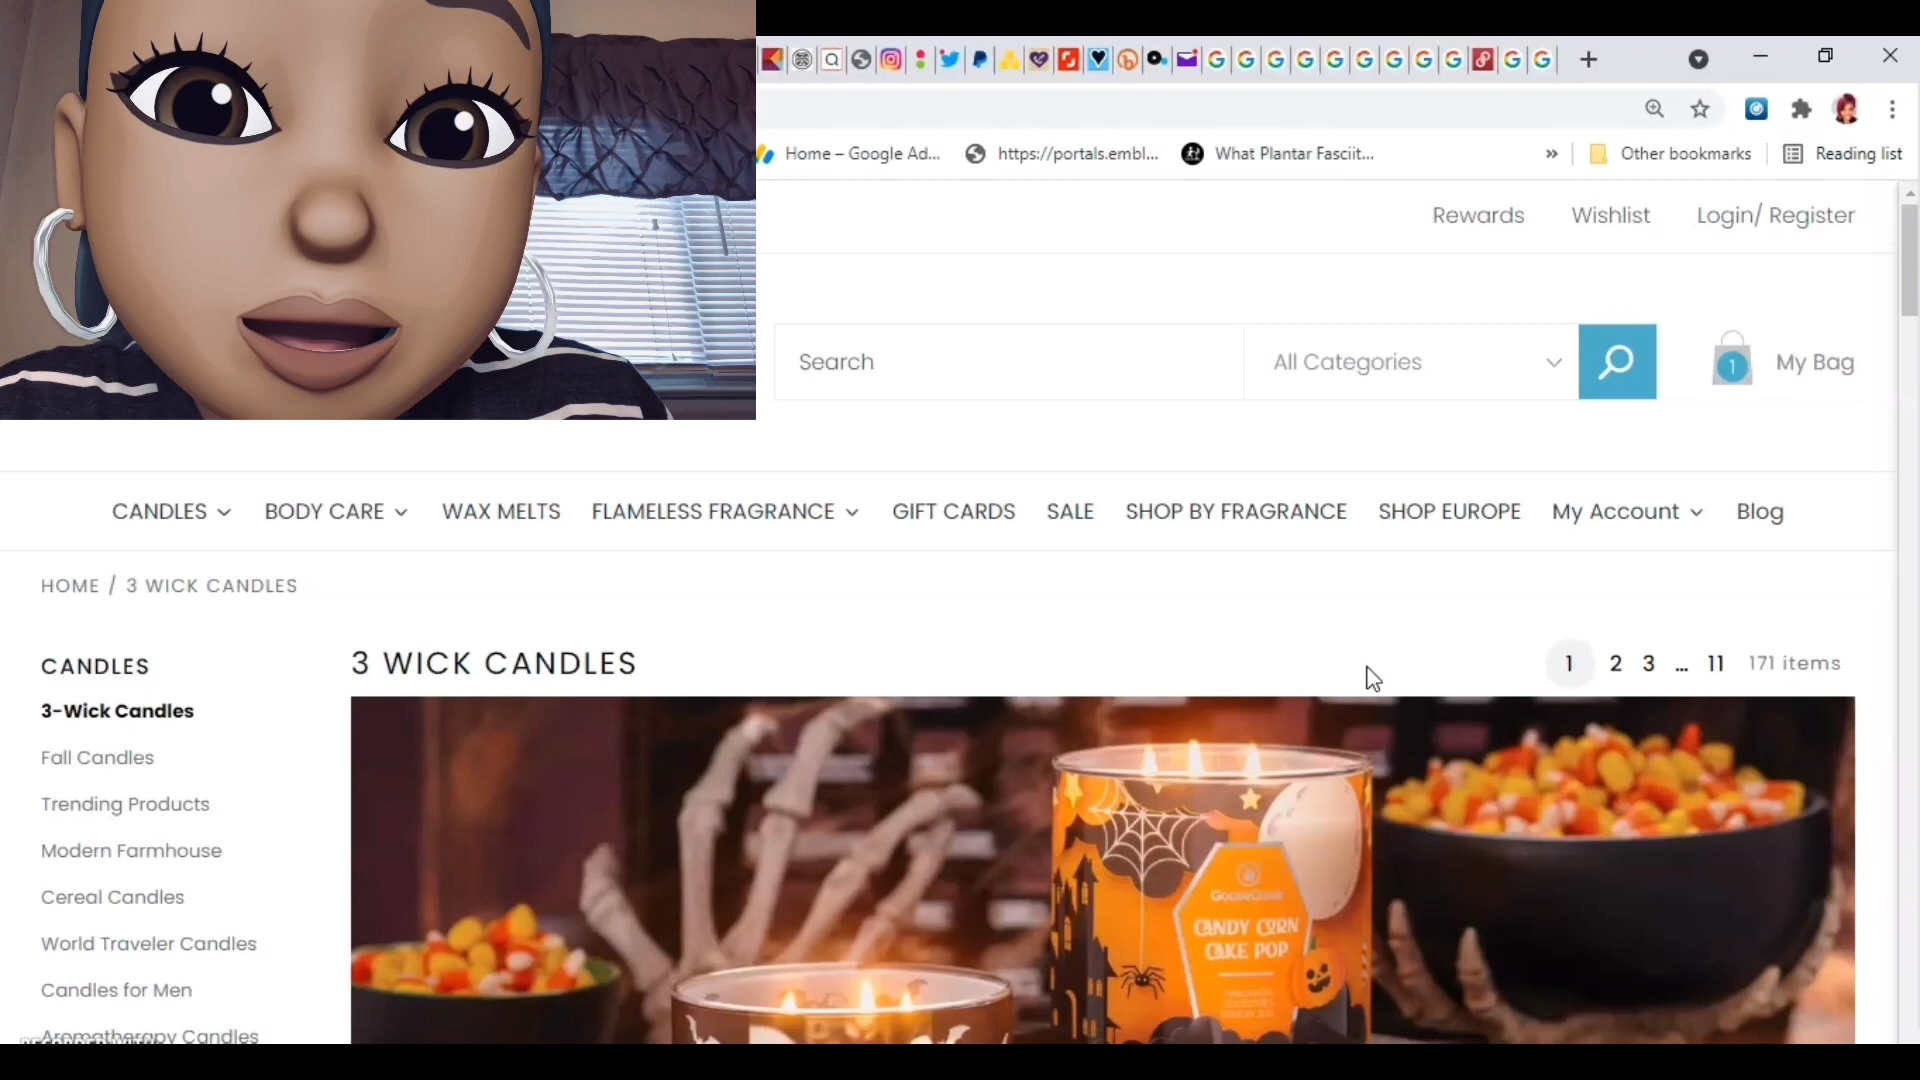 Home – Google Ad...
https://portals.embl...
What Plantar Fasciit...
»
Other bookmarks
Reading list
Rewards
Wishlist
Login/ Register
Search
All Categories
1
My Bag
CANDLES
BODY CARE
WAX MELTS
FLAMELESS FRAGRANCE
GIFT CARDS
SALE
SHOP BY FRAGRANCE
SHOP EUROPE
My Account
Blog
HOME / 3 WICK CANDLES
CANDLES
3-Wick Candles
Fall Candles
Trending Products
Modern Farmhouse
Cereal Candles
World Traveler Candles
Candles for Men
Aromatherapy Candles
3 WICK CANDLES
1 2 3 ... 11 171 items
GooseCreek
CANDY CORN
CAKE POP